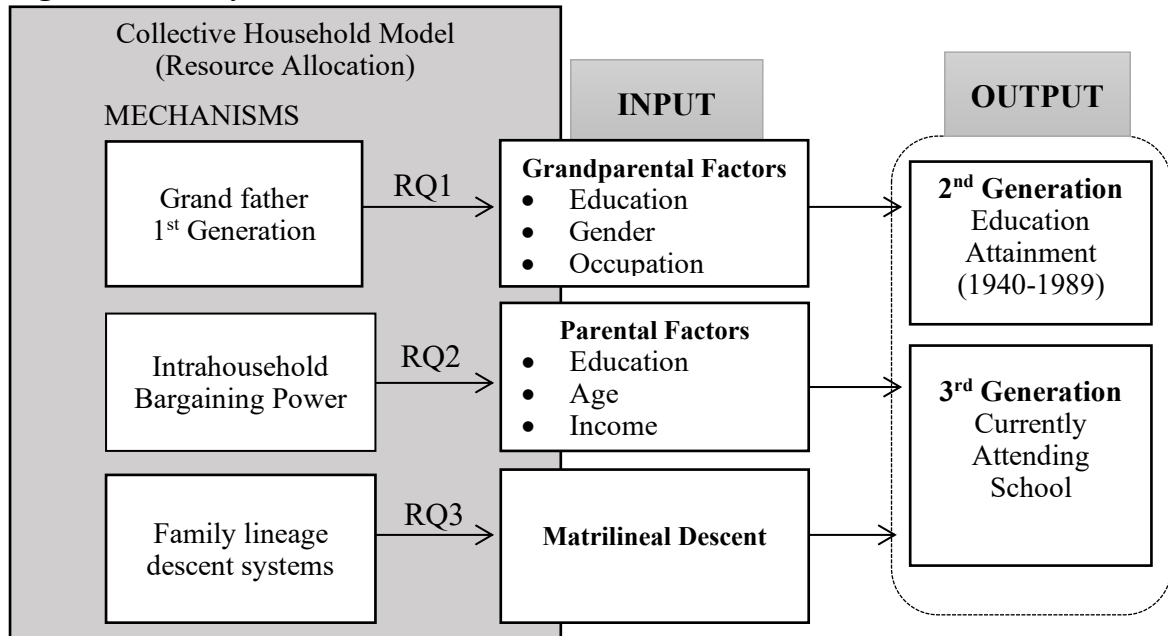 Collective Household Model
(Resource Allocation)
MECHANISMS
INPUT
OUTPUT
Grand father
1st Generation
RQ1
Grandparental Factors
• Education
• Gender
• Occupation
2nd Generation
Education
Attainment
(1940-1989)
Intrahousehold
Bargaining Power
RQ2
Parental Factors
• Education
• Age
• Income
3rd Generation
Currently
Attending
School
Family lineage
descent systems
RQ3
Matrilineal Descent